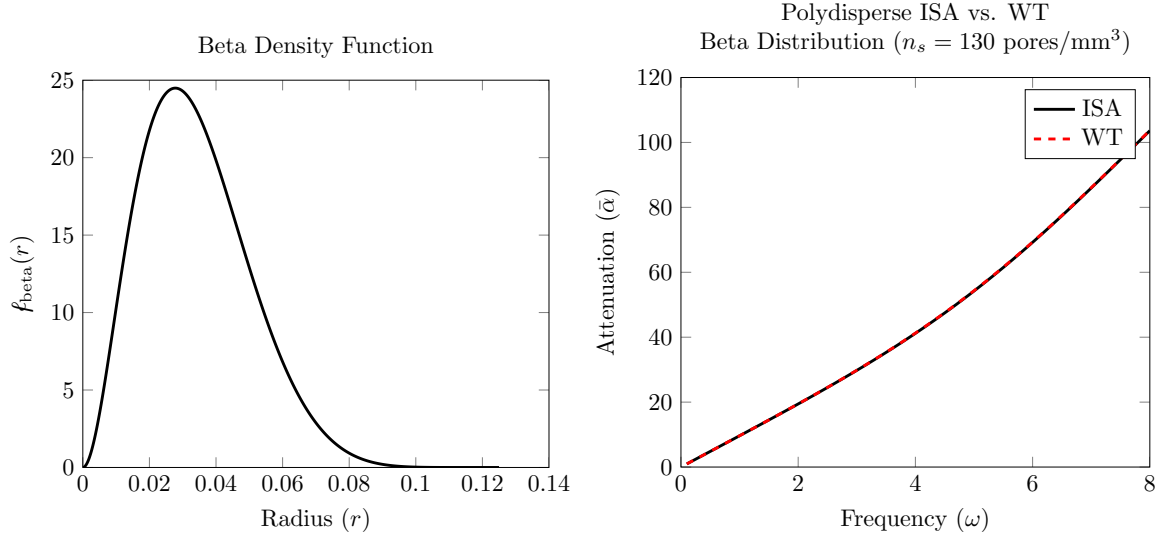 Beta Density Function
25
20
15
10
5
0
0 0.02 0.04 0.06 0.08 0.1 0.12 0.14
Radius (r)
f_beta(r)
Polydisperse ISA vs. WT
Beta Distribution (n_s = 130 pores/mm³)
120
100
80
60
40
20
0
0 2 4 6 8
Frequency (ω)
Attenuation (ᾱ)
ISA
WT